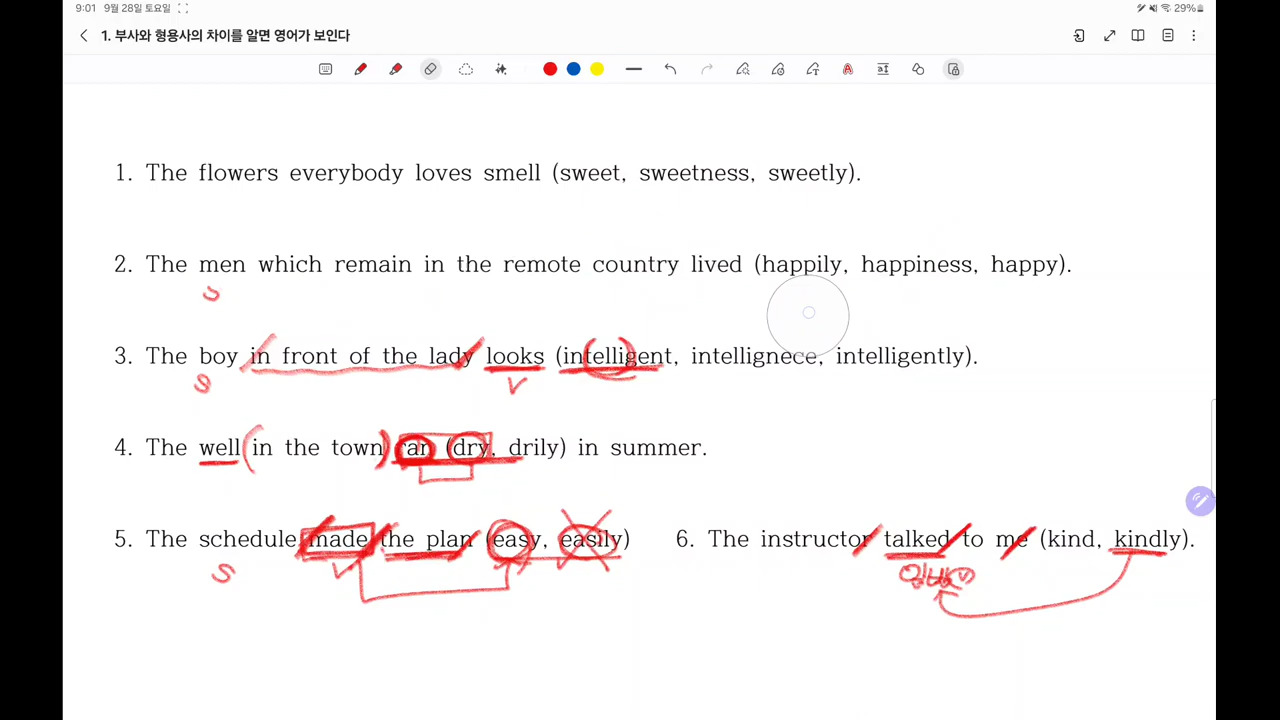 9:01 9월 28일 토요일 29%
1. 부사와 형용사의 차이를 알면 영어가 보인다
1. The flowers everybody loves smell (sweet, sweetness, sweetly).
2. The men which remain in the remote country lived (happily, happiness, happy).
S
3. The boy in front of the lady looks (intelligent, intellignece, intelligently).
S V
4. The well in the town ran (dry, drily) in summer.
5. The schedule made the plan (easy, easily) 6. The instructor talked to me (kind, kindly).
S V